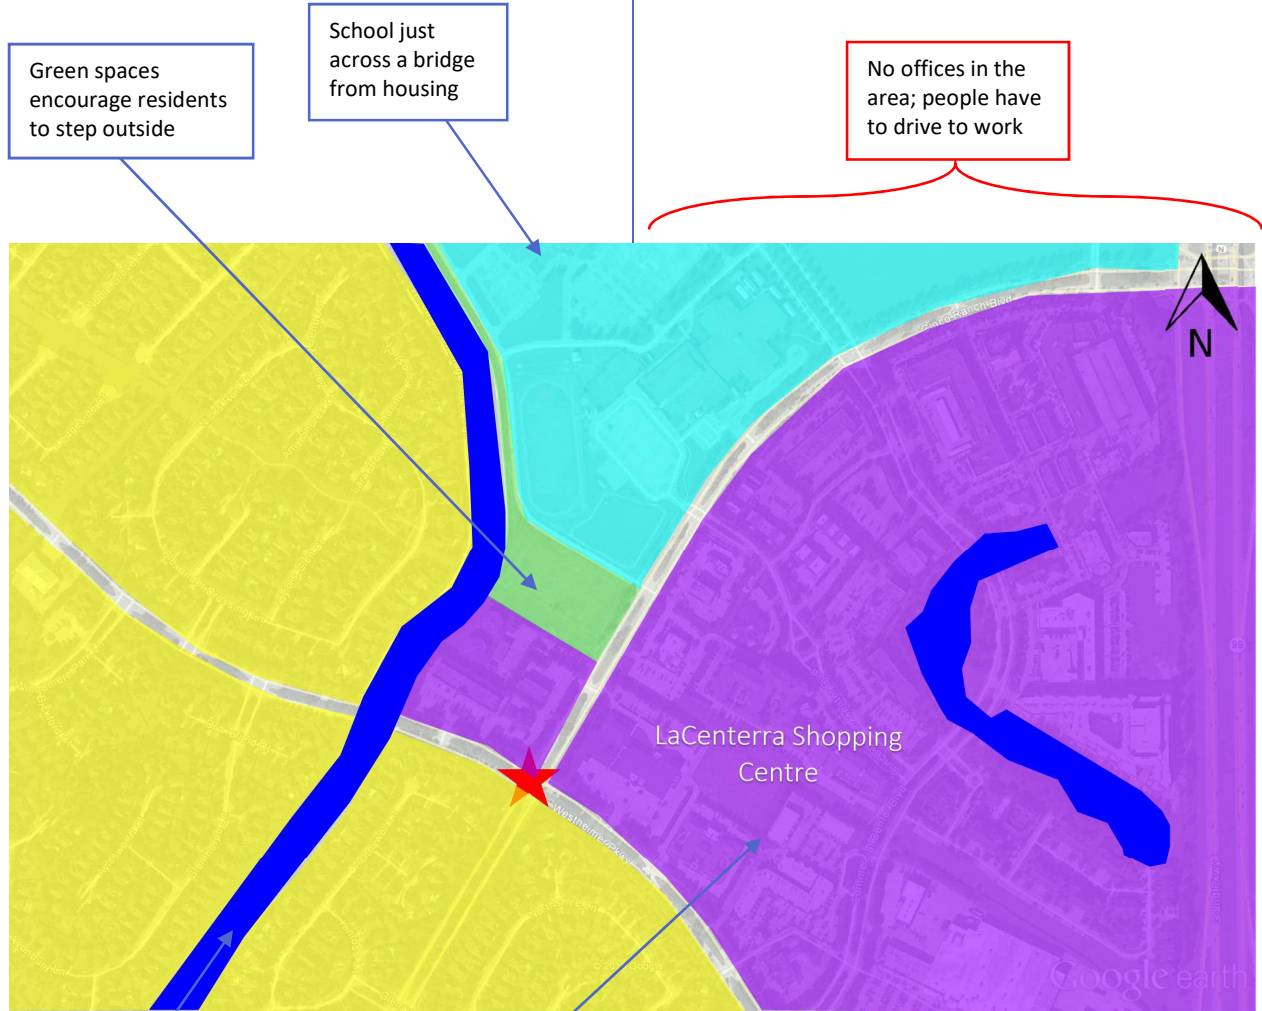 School just
across a bridge
from housing
Green spaces
encourage residents
to step outside
No offices in the
area; people have
to drive to work
N
N
Cinco Ranch Blvd
99
LaCenterra Shopping
Centre
Westheimer Pkwy
Google earth